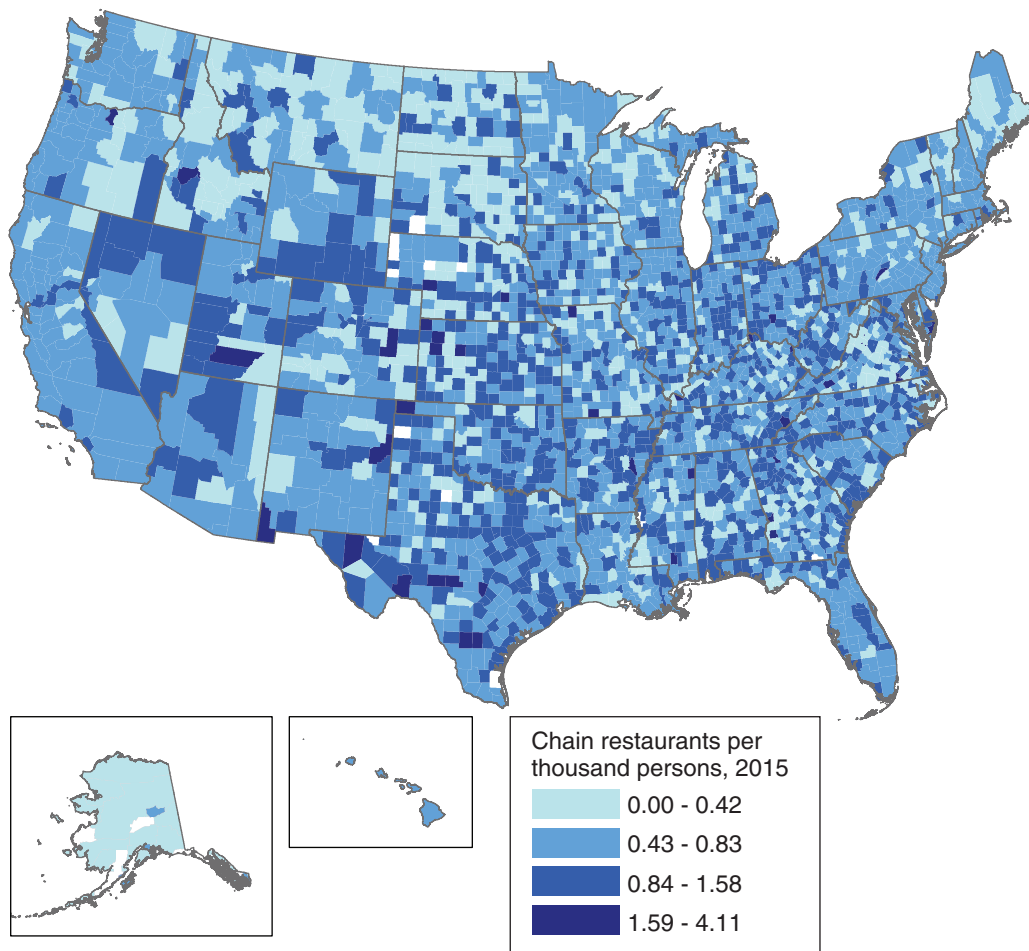 Chain restaurants per
thousand persons, 2015
0.00 - 0.42
0.43 - 0.83
0.84 - 1.58
1.59 - 4.11